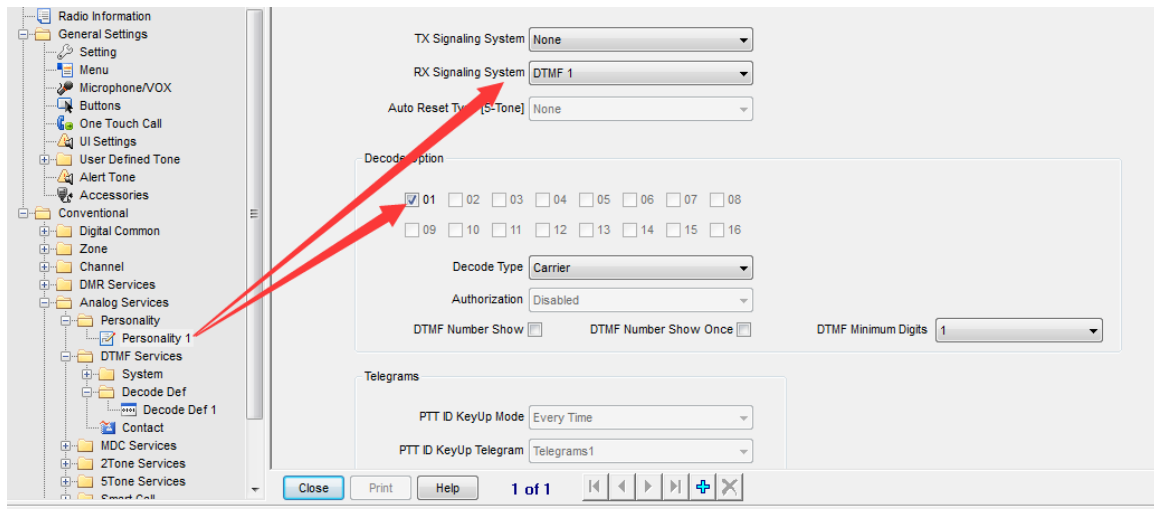 Radio Information
General Settings
Setting
Menu
Microphone/VOX
Buttons
One Touch Call
UI Settings
User Defined Tone
Alert Tone
Accessories
Conventional
Digital Common
Zone
Channel
DMR Services
Analog Services
Personality
Personality 1
DTMF Services
System
Decode Def
Decode Def 1
Contact
MDC Services
2Tone Services
5Tone Services
Smart Call
TX Signaling System None
RX Signaling System DTMF 1
Auto Reset Type [5-Tone] None
Decode Option
01 02 03 04 05 06 07 08
09 10 11 12 13 14 15 16
Decode Type Carrier
Authorization Disabled
DTMF Number Show DTMF Number Show Once DTMF Minimum Digits 1
Telegrams
PTT ID KeyUp Mode Every Time
PTT ID KeyUp Telegram Telegrams1
Close Print Help 1 of 1